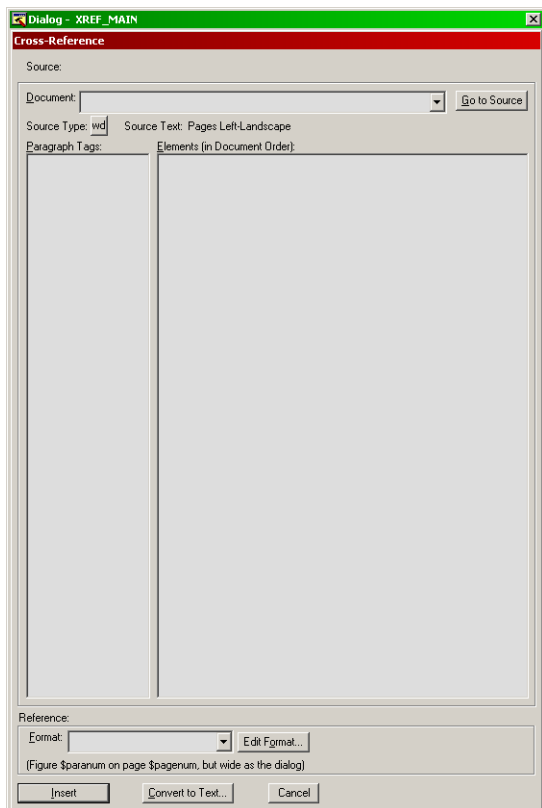 Dialog - XREF_MAIN
Cross-Reference
Source:
Document:
Go to Source
Source Type: wd Source Text: Pages Left-Landscape
Paragraph Tags: Elements (in Document Order):
Reference:
Format:
Edit Format...
(Figure $paranum on page $pagenum, but wide as the dialog)
Insert Convert to Text... Cancel